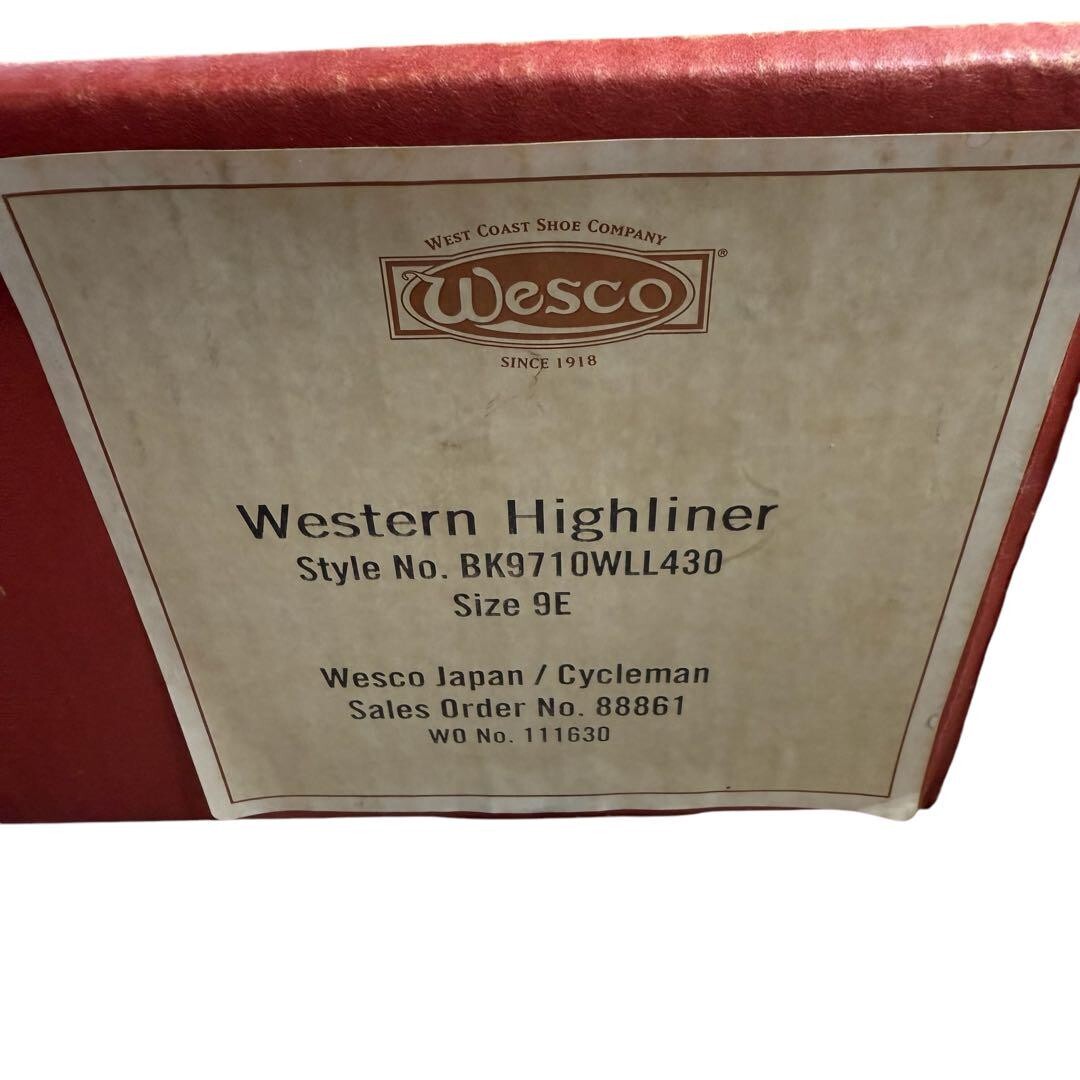 WEST COAST SHOE COMPANY
Wesco®
SINCE 1918
Western Highliner
Style No. BK9710WLL430
Size 9E
Wesco Japan / Cycleman
Sales Order No. 88861
WO No. 111630